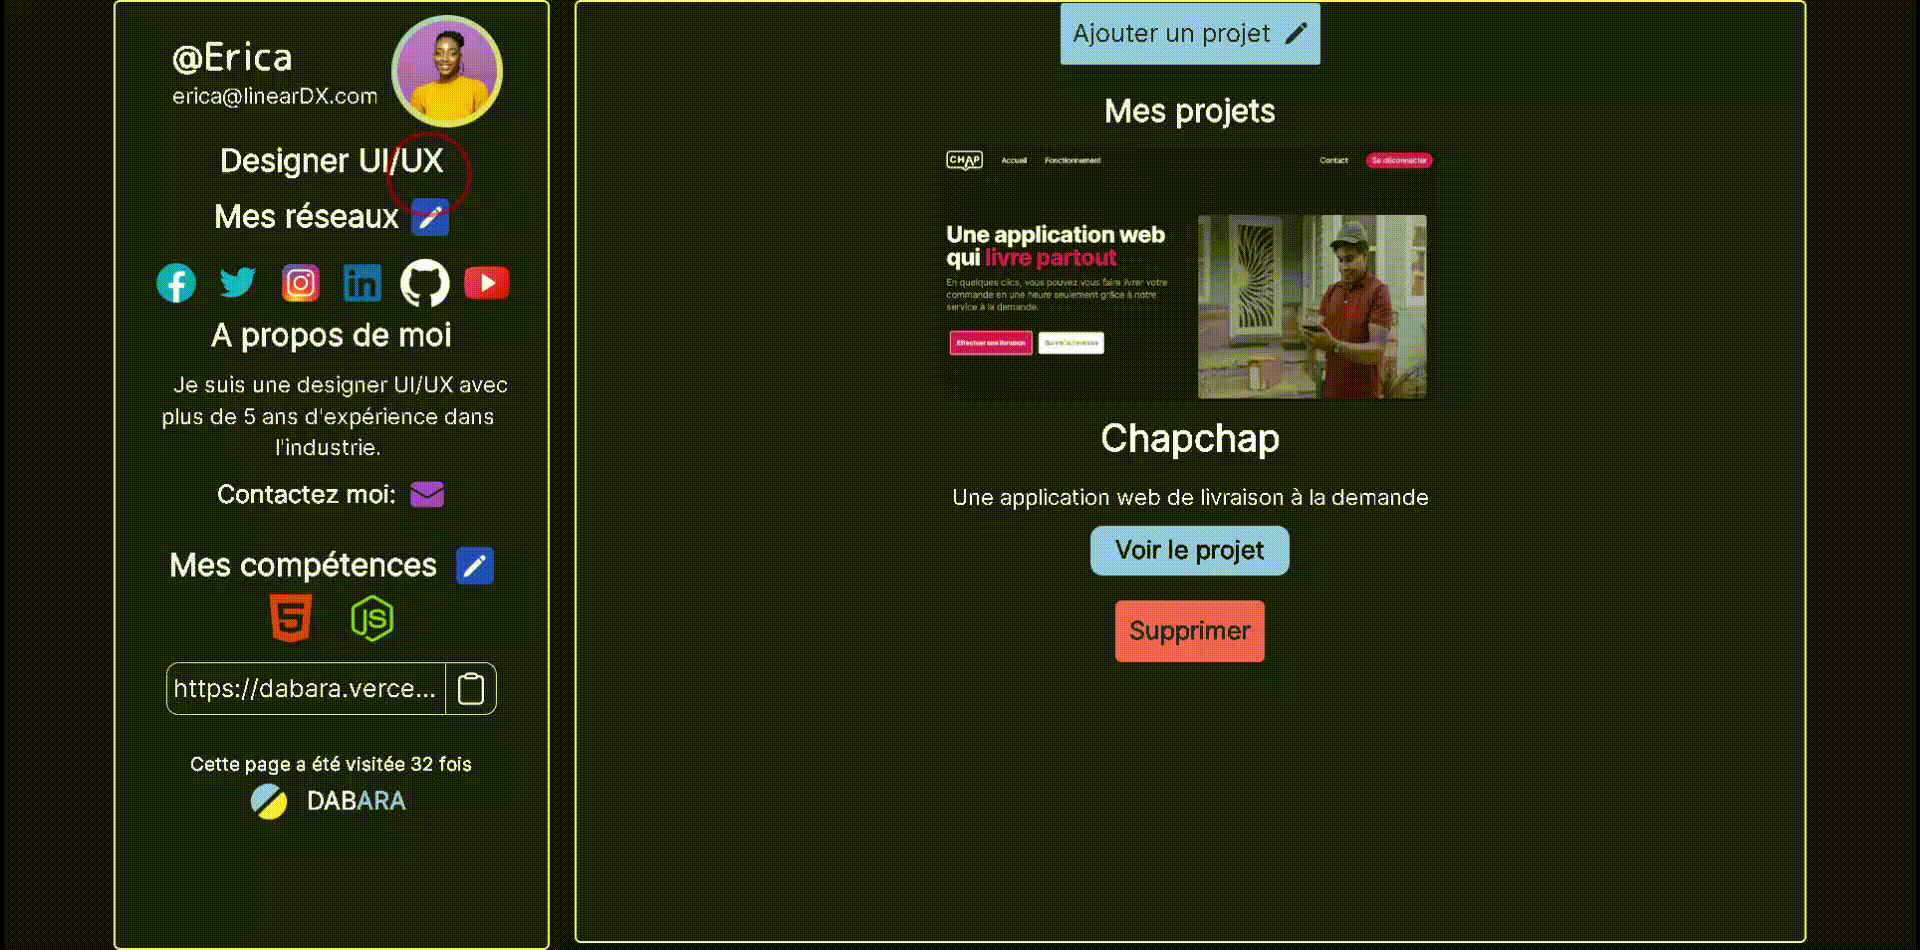 @Erica
erica@linearDX.com
Designer UI/UX
Mes réseaux
A propos de moi
Je suis une designer UI/UX avec
plus de 5 ans d'expérience dans
l'industrie.
Contactez moi:
Mes compétences
https://dabara.verce...
Cette page a été visitée 32 fois
DABARA
Ajouter un projet
Mes projets
CHAP Accueil Fonctionnement Contact Se déconnecter
Une application web
qui livre partout
En quelques clics, vous pouvez vous faire livrer votre
commande en une heure seulement grâce à notre
service à la demande.
Effectuer une livraison
Chapchap
Une application web de livraison à la demande
Voir le projet
Supprimer